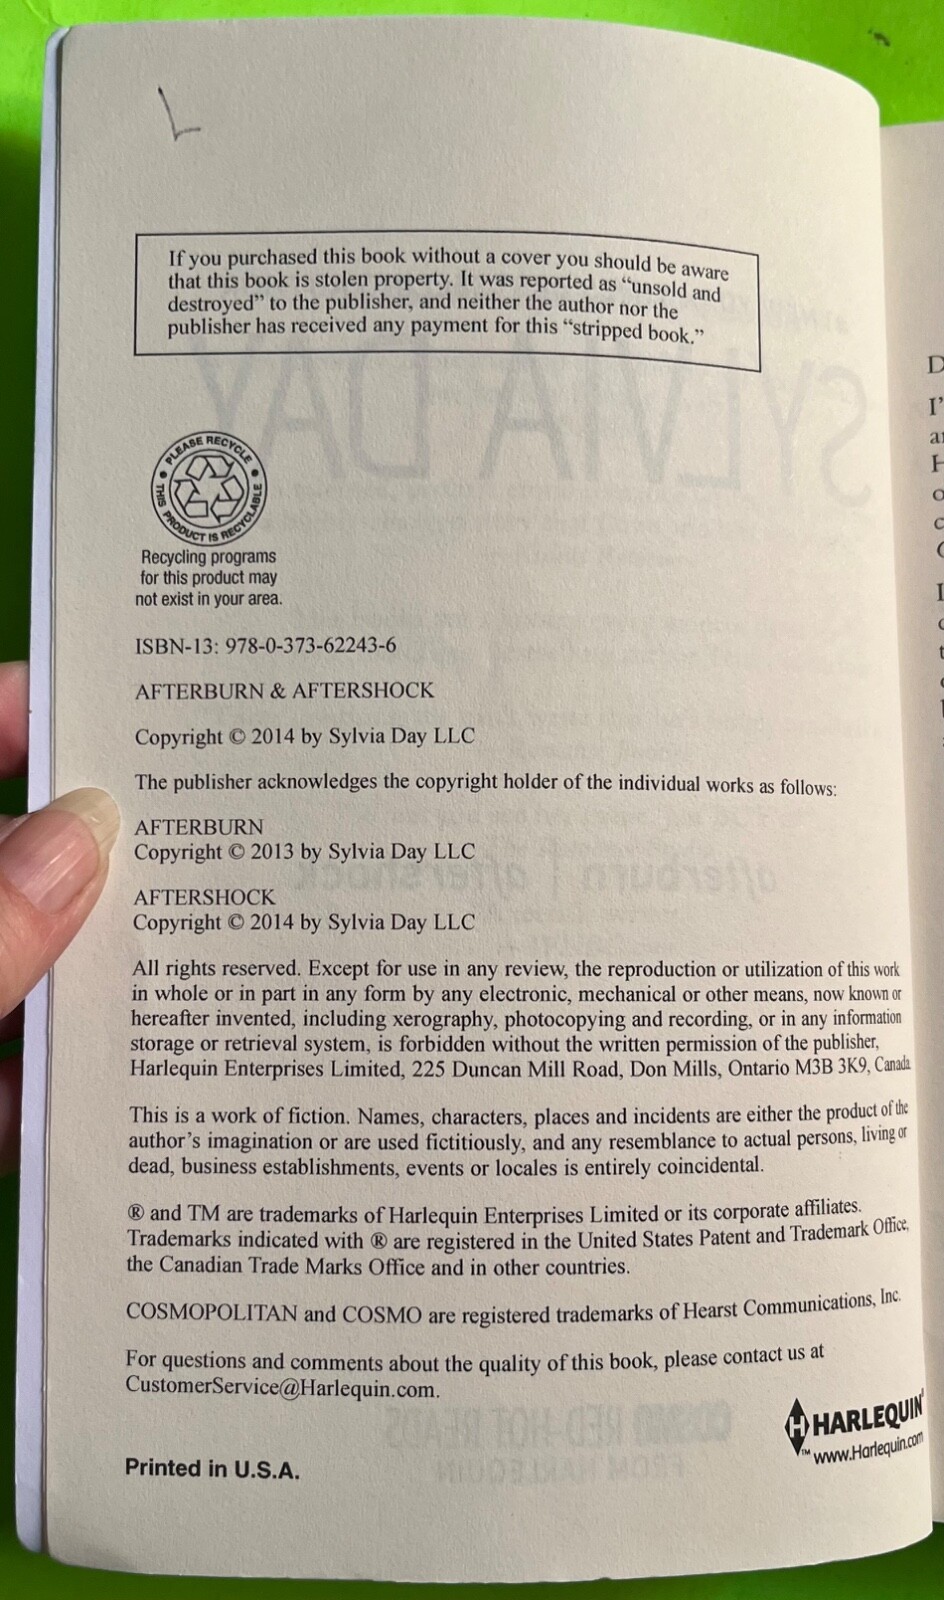 If you purchased this book without a cover you should be aware
that this book is stolen property. It was reported as “unsold and
destroyed” to the publisher, and neither the author nor the
publisher has received any payment for this “stripped book.”
PLEASE RECYCLE
THIS PRODUCT IS RECYCLABLE
Recycling programs
for this product may
not exist in your area.
ISBN-13: 978-0-373-62243-6
AFTERBURN & AFTERSHOCK
Copyright © 2014 by Sylvia Day LLC
The publisher acknowledges the copyright holder of the individual works as follows:
AFTERBURN
Copyright © 2013 by Sylvia Day LLC
AFTERSHOCK
Copyright © 2014 by Sylvia Day LLC
All rights reserved. Except for use in any review, the reproduction or utilization of this work
in whole or in part in any form by any electronic, mechanical or other means, now known or
hereafter invented, including xerography, photocopying and recording, or in any information
storage or retrieval system, is forbidden without the written permission of the publisher,
Harlequin Enterprises Limited, 225 Duncan Mill Road, Don Mills, Ontario M3B 3K9, Canada
This is a work of fiction. Names, characters, places and incidents are either the product of the
author’s imagination or are used fictitiously, and any resemblance to actual persons, living or
dead, business establishments, events or locales is entirely coincidental.
® and TM are trademarks of Harlequin Enterprises Limited or its corporate affiliates.
Trademarks indicated with ® are registered in the United States Patent and Trademark Office,
the Canadian Trade Marks Office and in other countries.
COSMOPOLITAN and COSMO are registered trademarks of Hearst Communications, Inc.
For questions and comments about the quality of this book, please contact us at
CustomerService@Harlequin.com.
H HARLEQUIN
™ www.Harlequin.com
Printed in U.S.A.